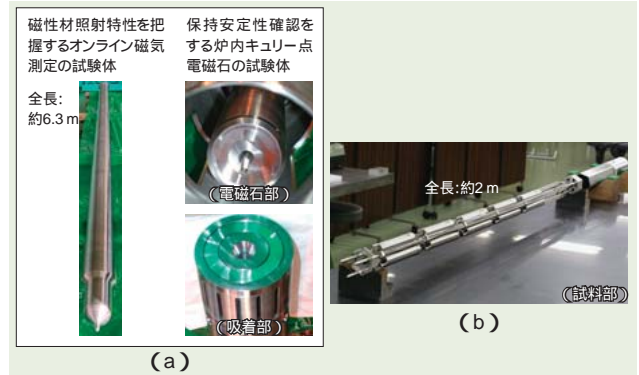 磁性材照射特性を把
握するオンライン磁気
測定の試験体
全長:
約6.3 m
保持安定性確認を
する炉内キュリー点
電磁石の試験体
(電磁石部)
(吸着部)
(a)
全長:約2 m
(試料部)
(b)